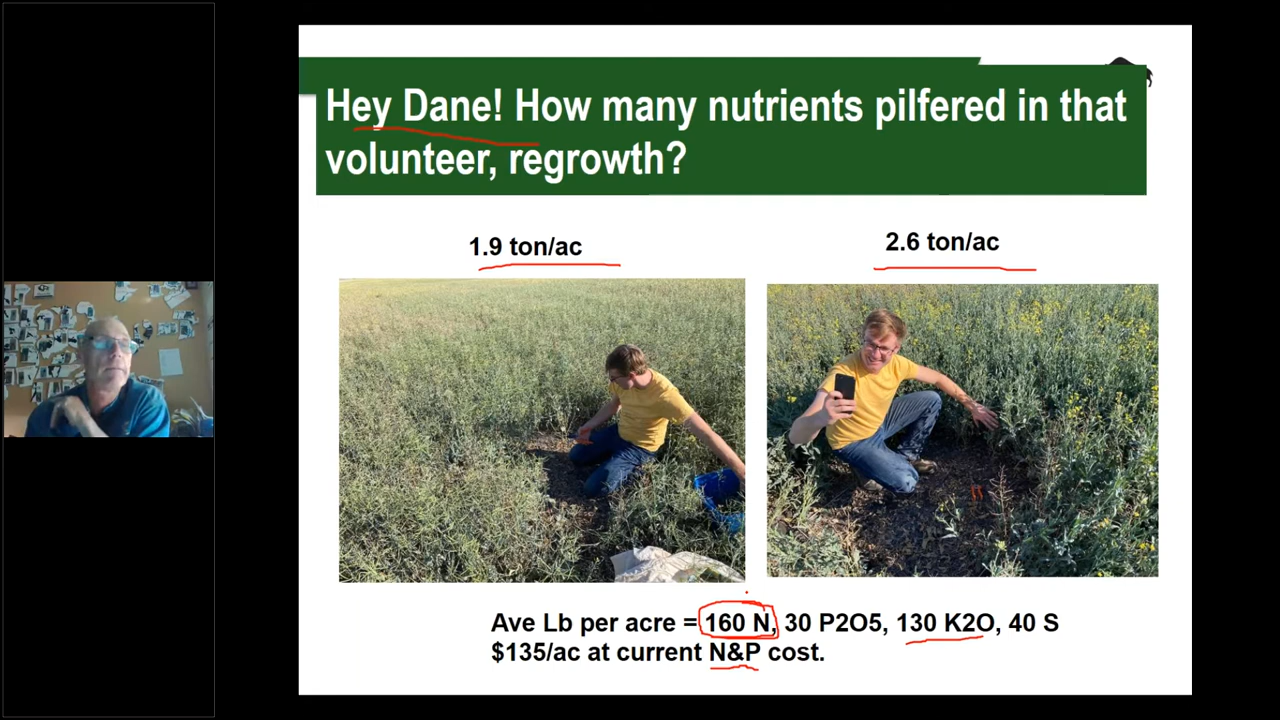 Hey Dane! How many nutrients pilfered in that
volunteer, regrowth?
1.9 ton/ac
2.6 ton/ac
Ave Lb per acre = 160 N, 30 P2O5, 130 K2O, 40 S
$135/ac at current N&P cost.